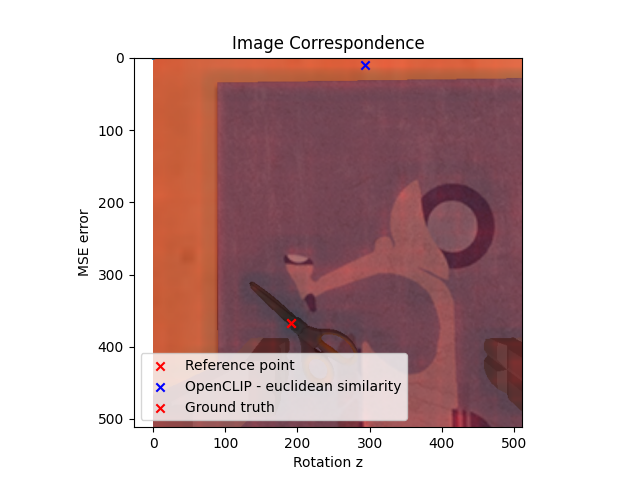 Image Correspondence
0
100
200
300
400
500
MSE error
Reference point
OpenCLIP - euclidean similarity
Ground truth
0 100 200 300 400 500
Rotation z